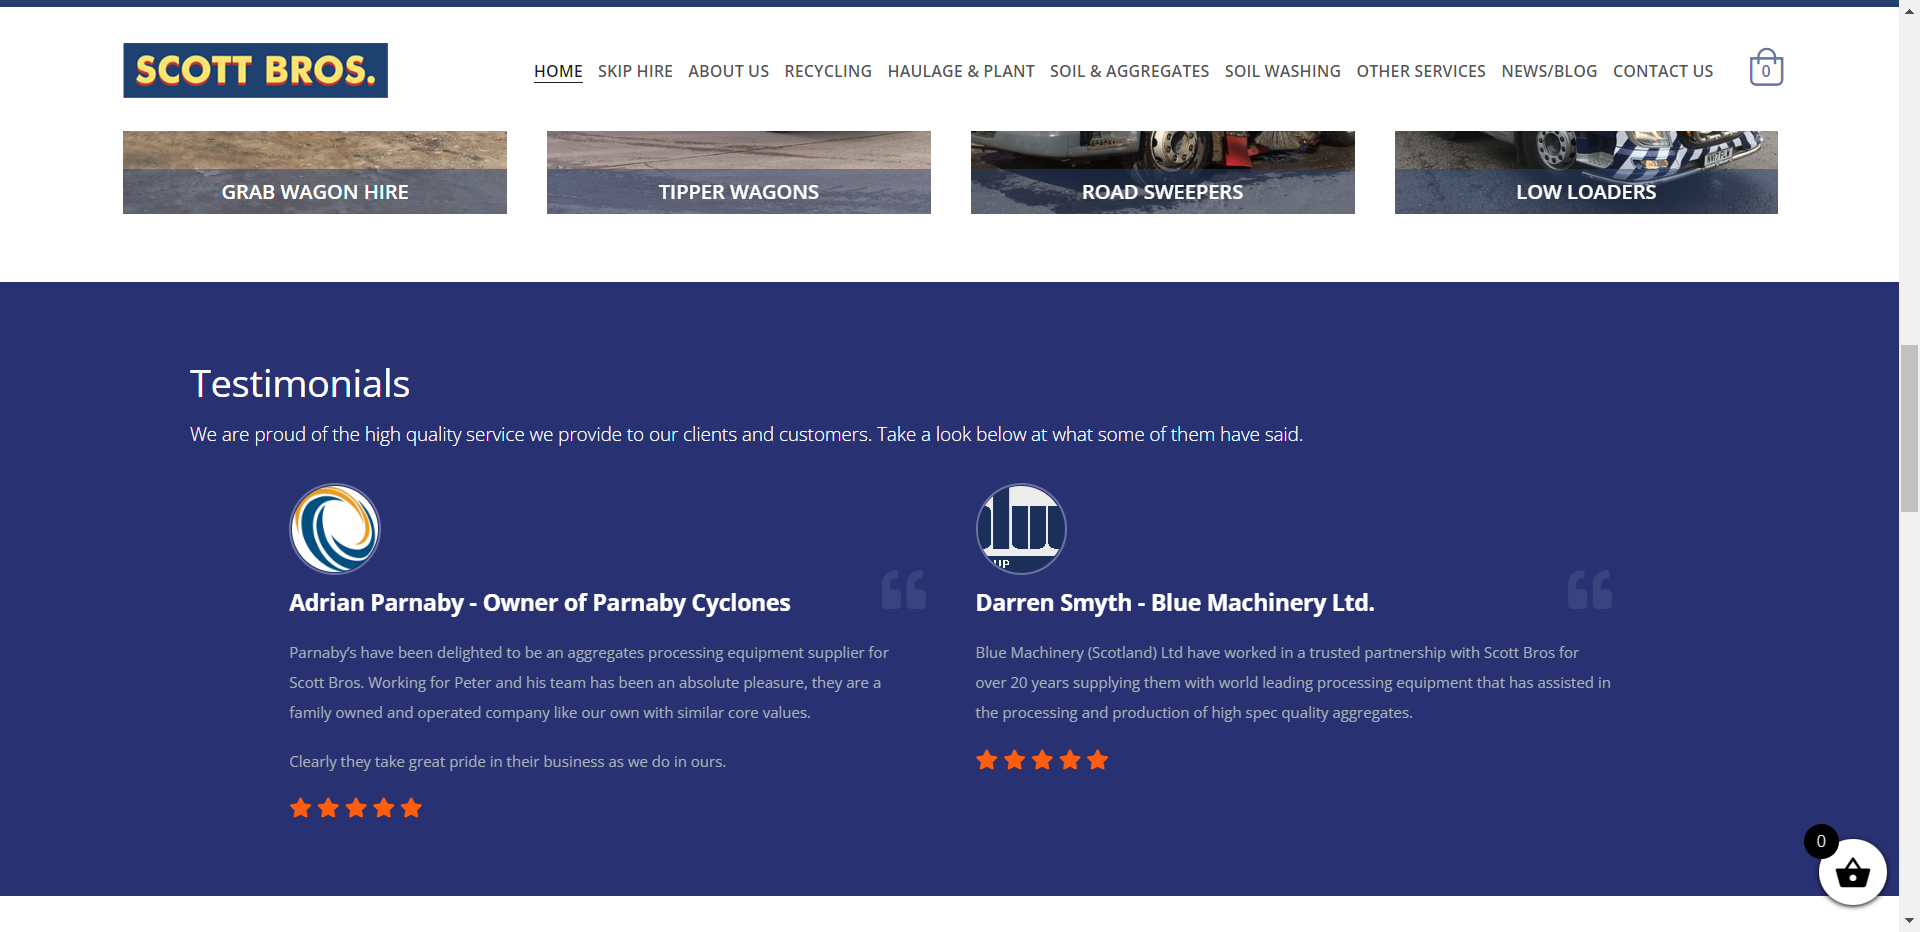 SCOTT BROS.
HOME SKIP HIRE ABOUT US RECYCLING HAULAGE & PLANT SOIL & AGGREGATES SOIL WASHING OTHER SERVICES NEWS/BLOG CONTACT US 0
GRAB WAGON HIRE
TIPPER WAGONS
ROAD SWEEPERS
LOW LOADERS
Testimonials
We are proud of the high quality service we provide to our clients and customers. Take a look below at what some of them have said.
Adrian Parnaby - Owner of Parnaby Cyclones
Parnaby’s have been delighted to be an aggregates processing equipment supplier for
Scott Bros. Working for Peter and his team has been an absolute pleasure, they are a
family owned and operated company like our own with similar core values.
Clearly they take great pride in their business as we do in ours.
UP
Darren Smyth - Blue Machinery Ltd.
Blue Machinery (Scotland) Ltd have worked in a trusted partnership with Scott Bros for
over 20 years supplying them with world leading processing equipment that has assisted in
the processing and production of high spec quality aggregates.
0